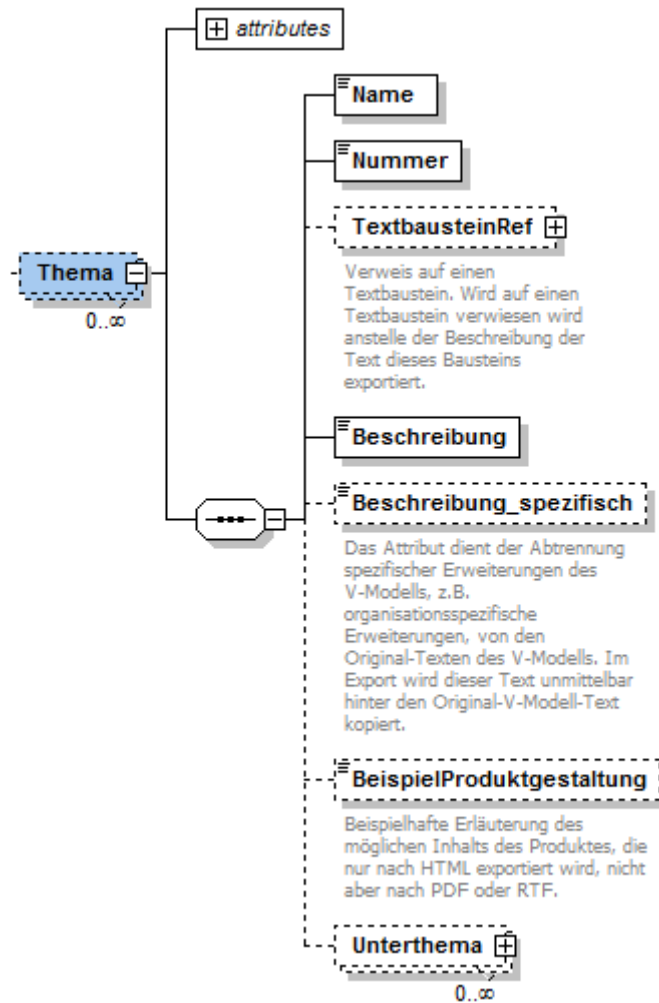 attributes
Name
Nummer
TextbausteinRef
Verweis auf einen
Textbaustein. Wird auf einen
Textbaustein verwiesen wird
anstelle der Beschreibung der
Text dieses Bausteins
exportiert.
Thema
0..∞
Beschreibung
Beschreibung_spezifisch
Das Attribut dient der Abtrennung
spezifischer Erweiterungen des
V-Modells, z.B.
organisationsspezifische
Erweiterungen, von den
Original-Texten des V-Modells. Im
Export wird dieser Text unmittelbar
hinter den Original-V-Modell-Text
kopiert.
BeispielProduktgestaltung
Beispielhafte Erläuterung des
möglichen Inhalts des Produktes, die
nur nach HTML exportiert wird, nicht
aber nach PDF oder RTF.
Unterthema
0..∞